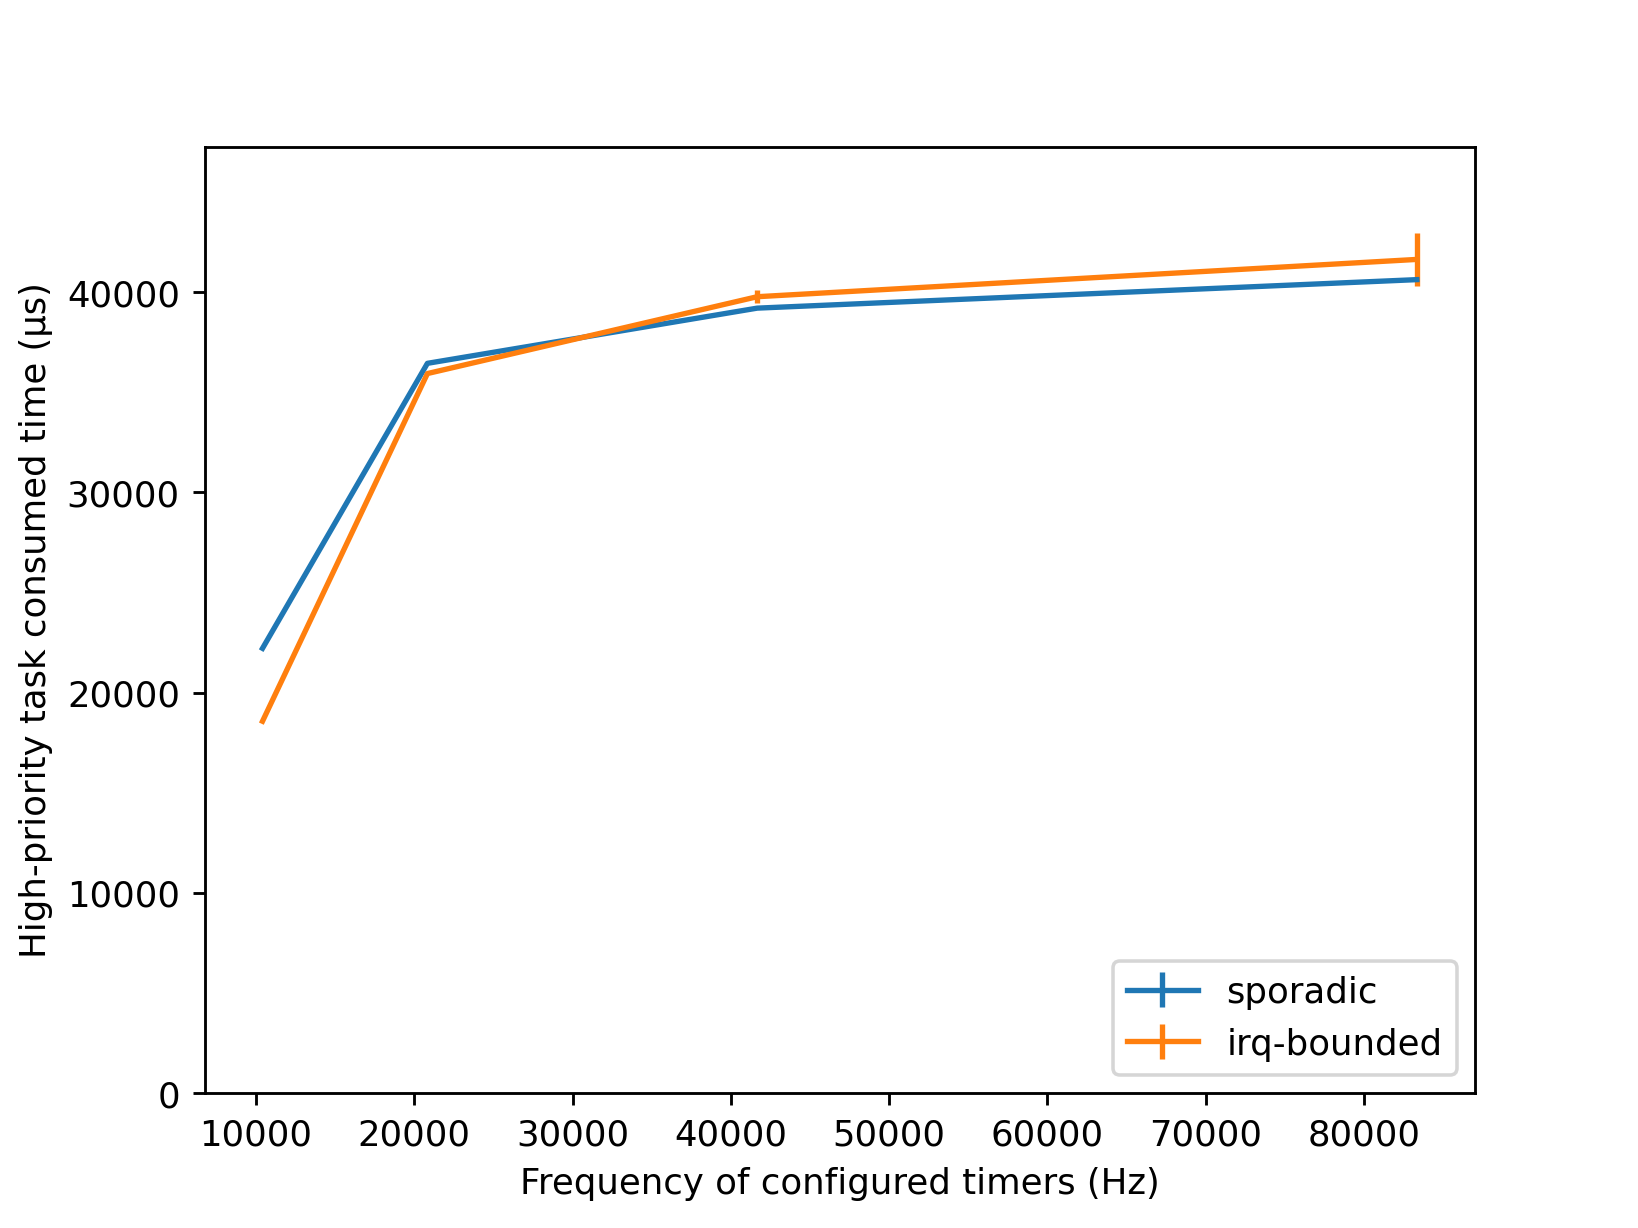 High-priority task consumed time (µs)
40000
30000
20000
10000
0
10000 20000 30000 40000 50000 60000 70000 80000
Frequency of configured timers (Hz)
sporadic
irq-bounded